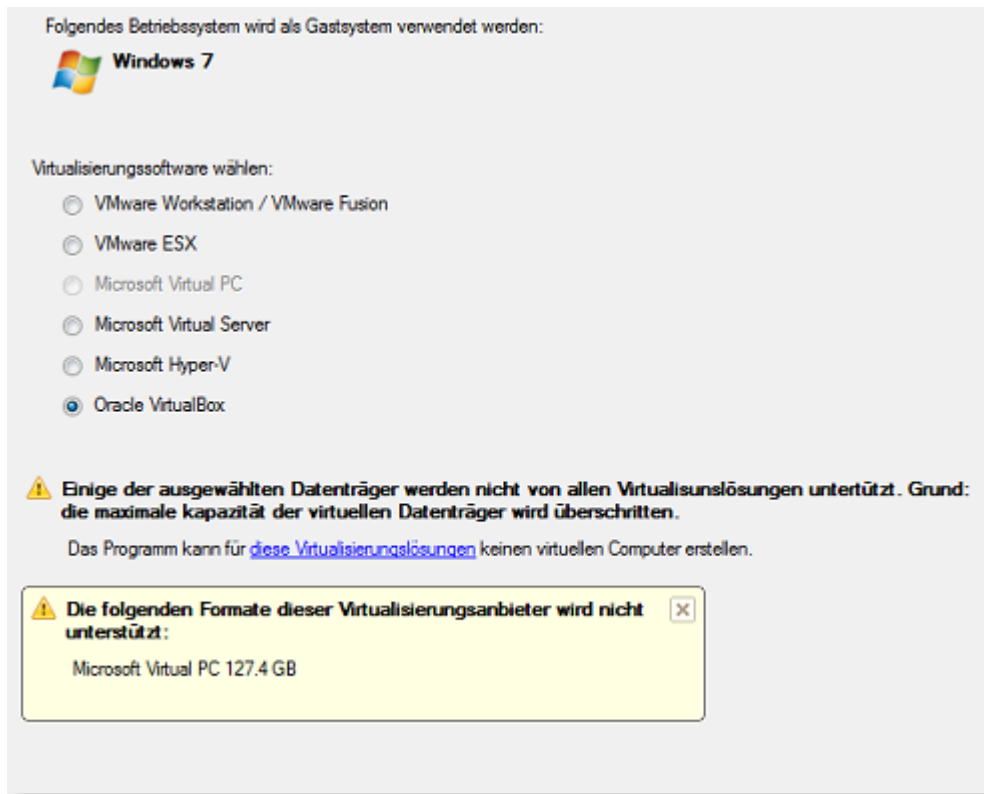 Folgendes Betriebssystem wird als Gastsystem verwendet werden:
Windows 7
Virtualisierungssoftware wählen:
VMware Workstation / VMware Fusion
VMware ESX
Microsoft Virtual PC
Microsoft Virtual Server
Microsoft Hyper-V
Oracle VirtualBox
Einige der ausgewählten Datenträger werden nicht von allen Virtualisunslösungen untertützt. Grund:
die maximale kapazität der virtuellen Datenträger wird überschritten.
Das Programm kann für diese Virtualisierungslösungen keinen virtuellen Computer erstellen.
Die folgenden Formate dieser Virtualisierungsanbieter wird nicht
unterstützt:
Microsoft Virtual PC 127.4 GB